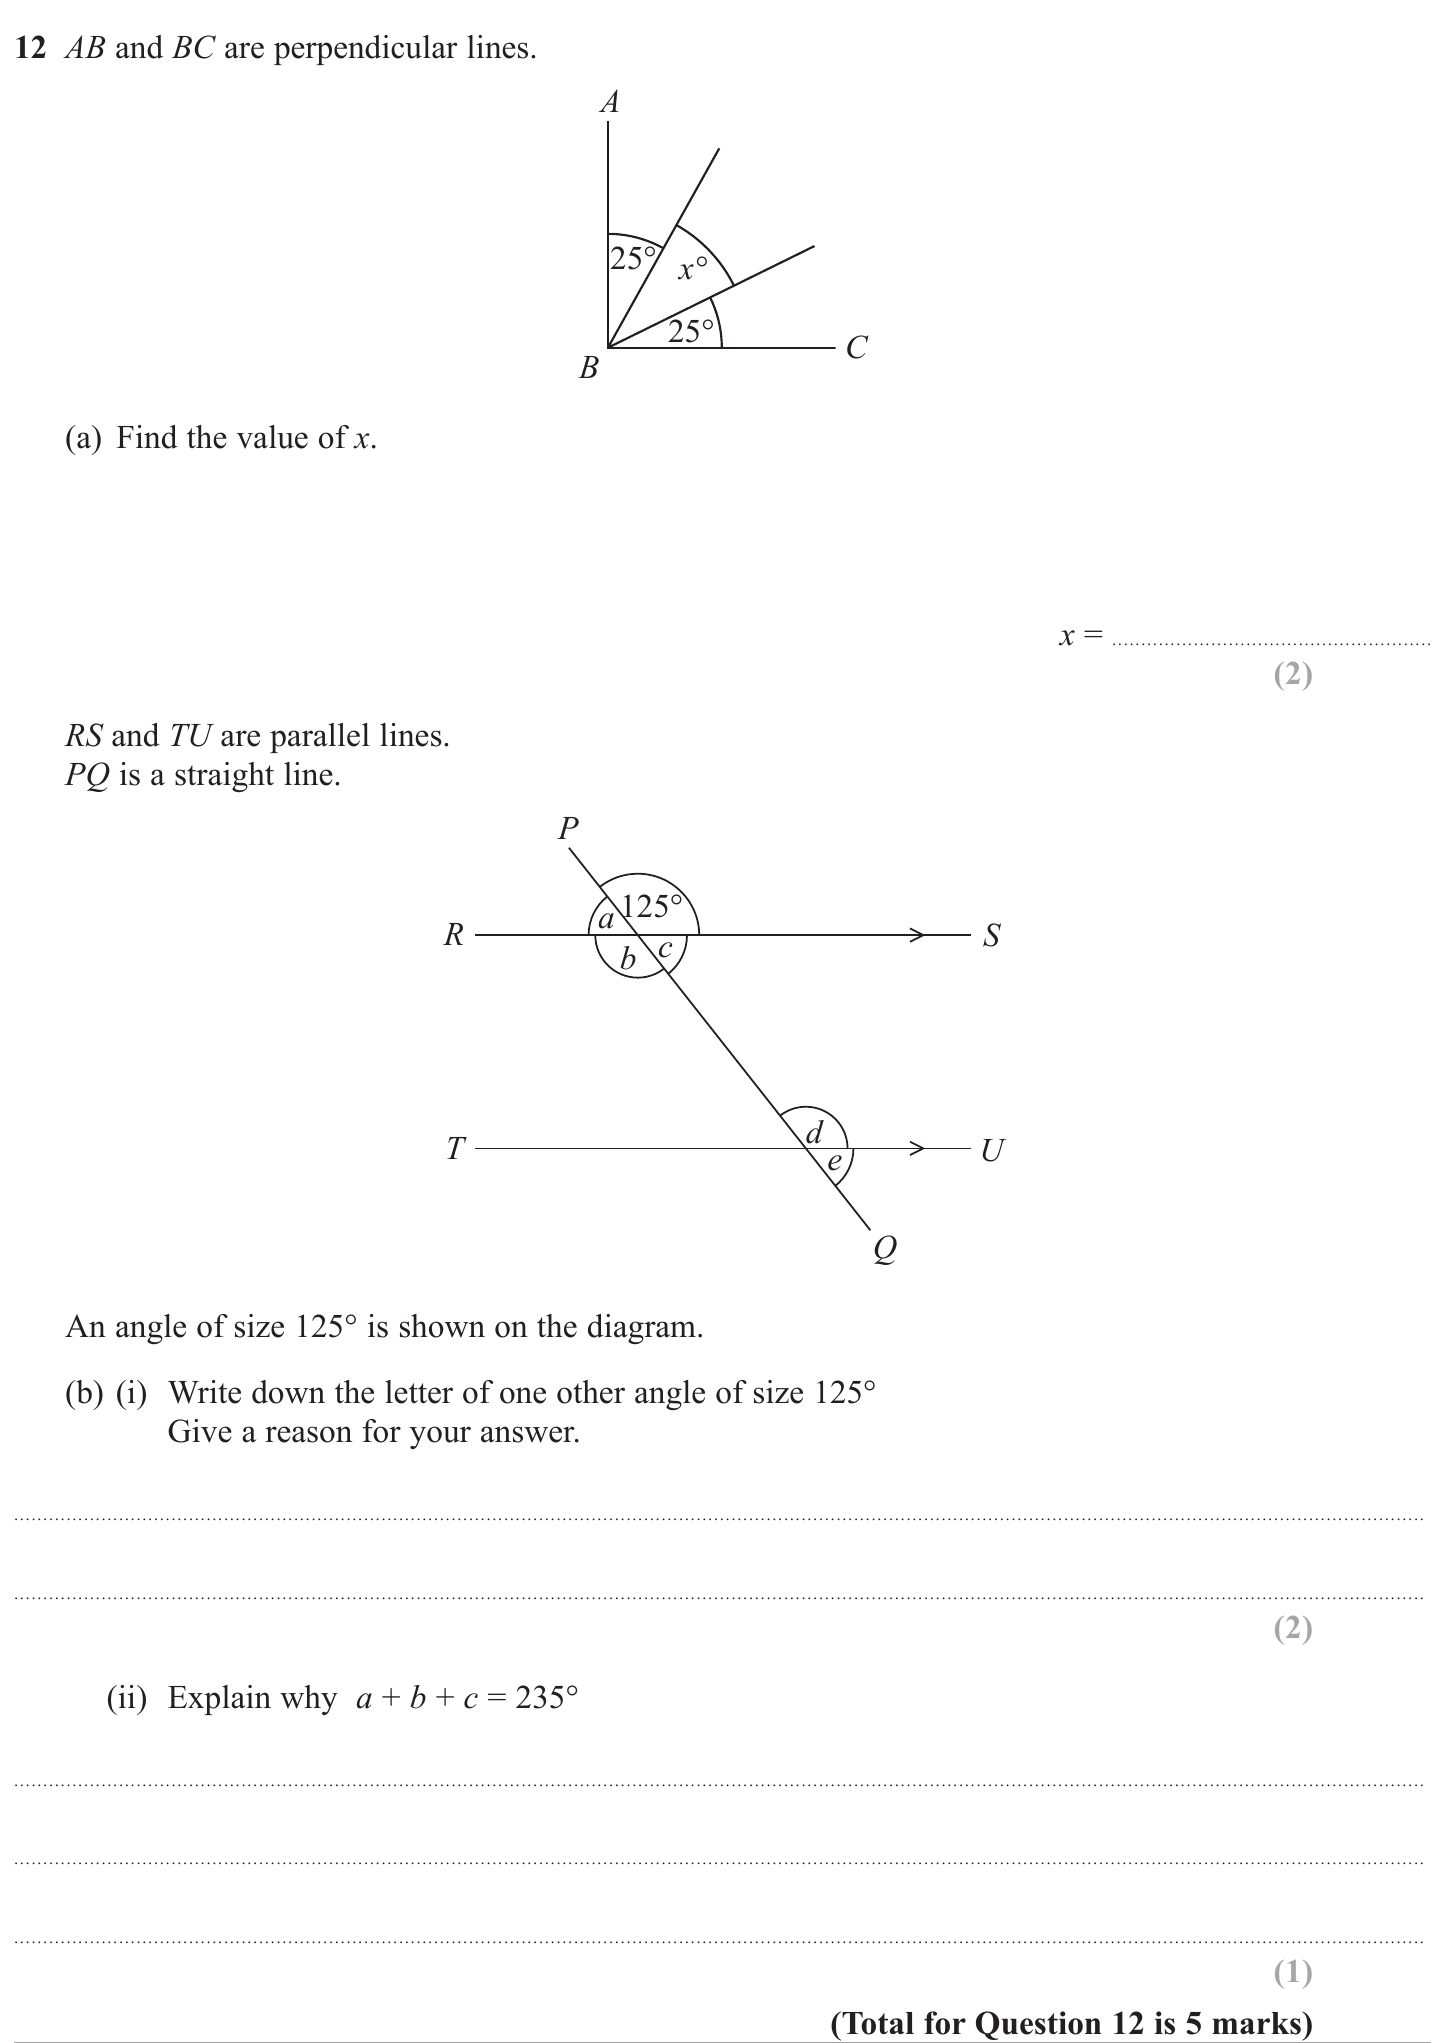 12 AB and BC are perpendicular lines.
A
25°
x°
25°
C
B
(a) Find the value of x.
x = ........................................
(2)
RS and TU are parallel lines.
PQ is a straight line.
P
125°
a
R
S
b
c
d
T
U
e
Q
An angle of size 125° is shown on the diagram.
(b) (i) Write down the letter of one other angle of size 125°
Give a reason for your answer.
(2)
(ii) Explain why a + b + c = 235°
(1)
(Total for Question 12 is 5 marks)